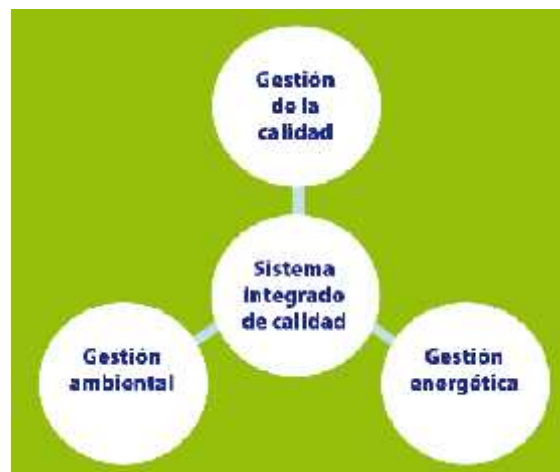 Gestión
de la
calidad
Sistema
integrado
de calidad
Gestión
ambiental
Gestión
energética